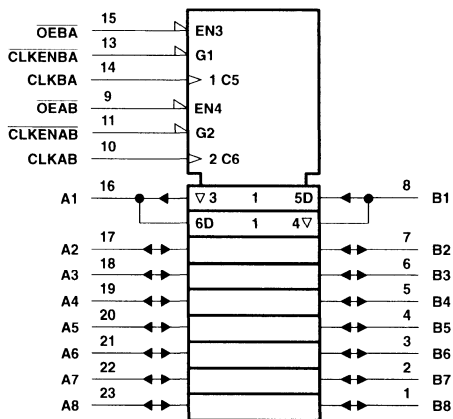 15
OEBA EN3
13
CLKENBA G1
14
CLKBA 1 C5
9
OEAB EN4
11
CLKENAB G2
10
CLKAB 2 C6
16 8
A1 ▽ 3 1 5D B1
6D 1 4 ▽
17 7
A2 B2
18 6
A3 B3
19 5
A4 B4
20 4
A5 B5
21 3
A6 B6
22 2
A7 B7
23 1
A8 B8